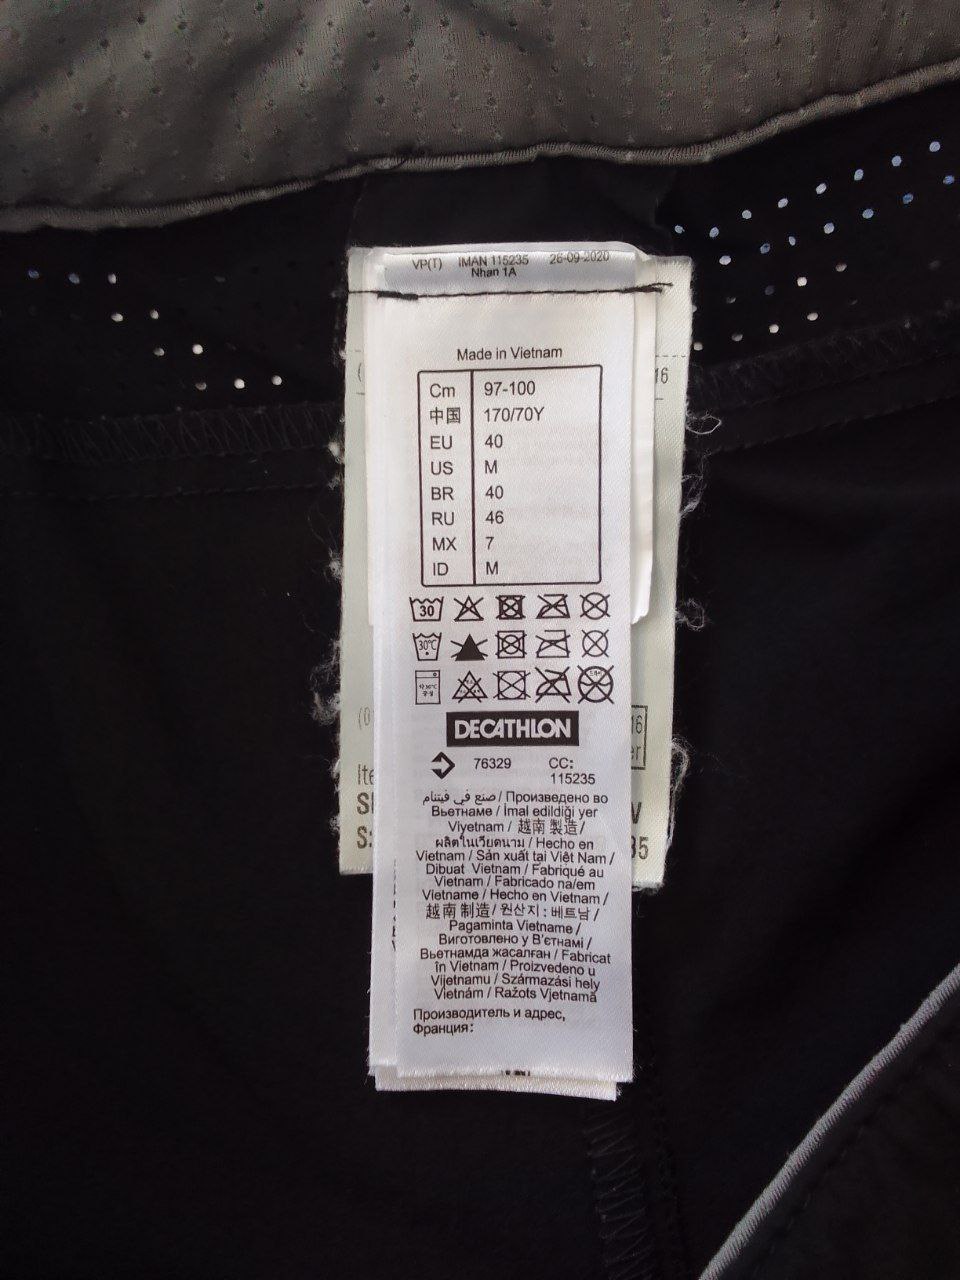 VP(T) IMAN 115235 26-09-2020
Nhan 1A
Made in Vietnam
Cm 97-100
中国 170/70Y
EU 40
US M
BR 40
RU 46
MX 7
ID M
30
30°C
DECATHLON
76329 CC:
115235
صنع في فيتنام / Произведено во
Вьетнаме / İmal edildiği yer
Viyetnam / 越南 製造 /
ผลิตในเวียดนาม / Hecho en
Vietnam / Sản xuất tại Việt Nam /
Dibuat Vietnam / Fabriqué au
Vietnam / Fabricado na/em
Vietname / Hecho en Vietnam /
越南 制造 / 원산지 : 베트남 /
Pagaminta Vietname /
Виготовлено у В'єтнамі /
Вьетнамда жасалған / Fabricat
în Vietnam / Proizvedeno u
Vijetnamu / Származási hely
Vietnám / Ražots Vjetnamā
Производитель и адрес,
Франция:
16
16
S:
35